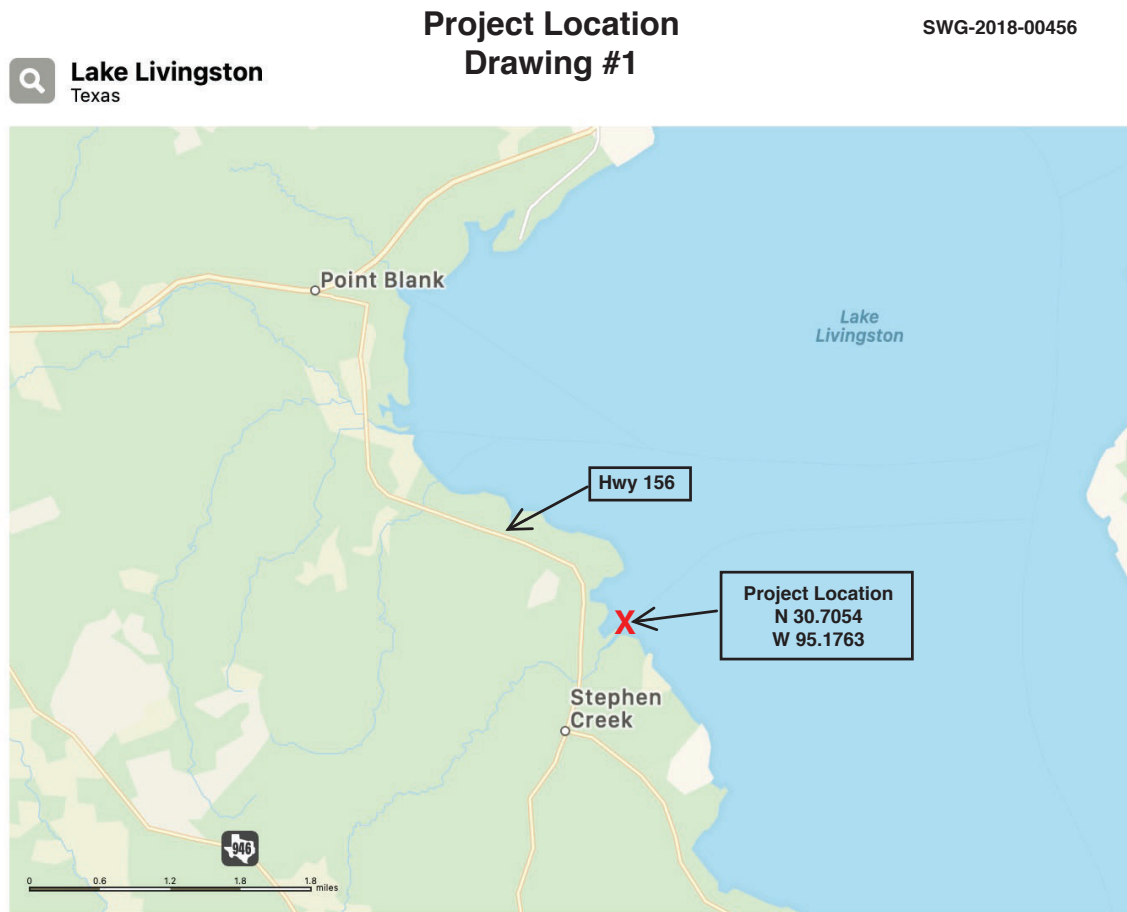 Project Location
Drawing #1
SWG-2018-00456
Lake Livingston
Texas
Point Blank
Lake
Livingston
Hwy 156
Project Location
N 30.7054
W 95.1763
Stephen
Creek
946
0 0.6 1.2 1.8 1.8 miles